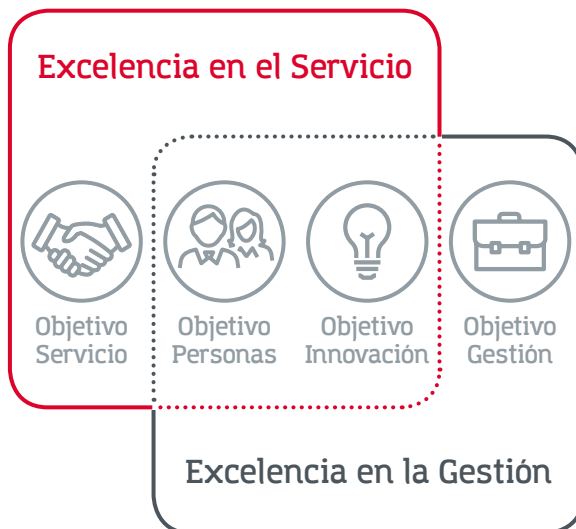 Excelencia en el Servicio
Objetivo
Servicio
Objetivo
Personas
Objetivo
Innovación
Objetivo
Gestión
Excelencia en la Gestión